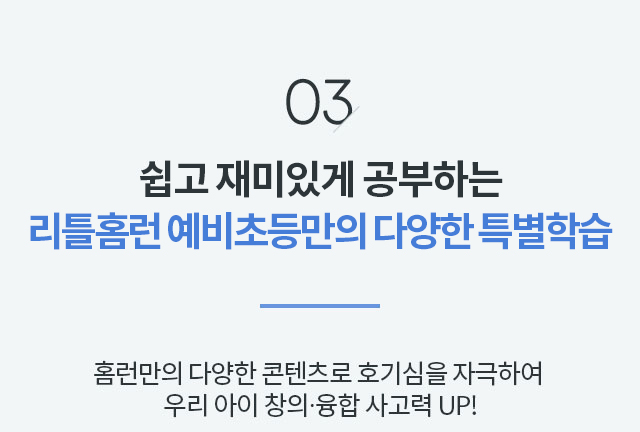 03
쉽고 재미있게 공부하는
리틀홈런 예비초등만의 다양한 특별학습
홈런만의 다양한 콘텐츠로 호기심을 자극하여
우리 아이 창의·융합 사고력 UP!